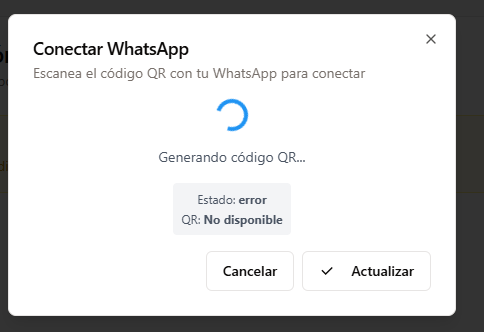 Conectar WhatsApp
Escanea el código QR con tu WhatsApp para conectar
Generando código QR...
Estado: error
QR: No disponible
Cancelar
Actualizar